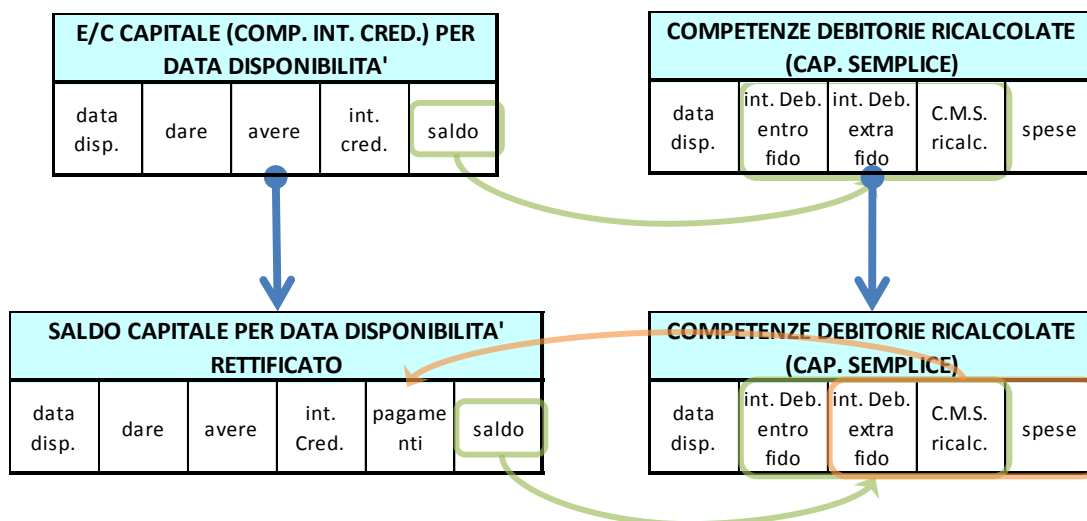 E/C CAPITALE (COMP. INT. CRED.) PER
DATA DISPONIBILITA'
data
disp.
dare
avere
int.
cred.
saldo
COMPETENZE DEBITORIE RICALCOLATE
(CAP. SEMPLICE)
data
disp.
int. Deb.
entro
fido
int. Deb.
extra
fido
C.M.S.
ricalc.
spese
SALDO CAPITALE PER DATA DISPONIBILITA'
RETTIFICATO
data
disp.
dare
avere
int.
Cred.
pagame
nti
saldo
COMPETENZE DEBITORIE RICALCOLATE
(CAP. SEMPLICE)
data
disp.
int. Deb.
entro
fido
int. Deb.
extra
fido
C.M.S.
ricalc.
spese